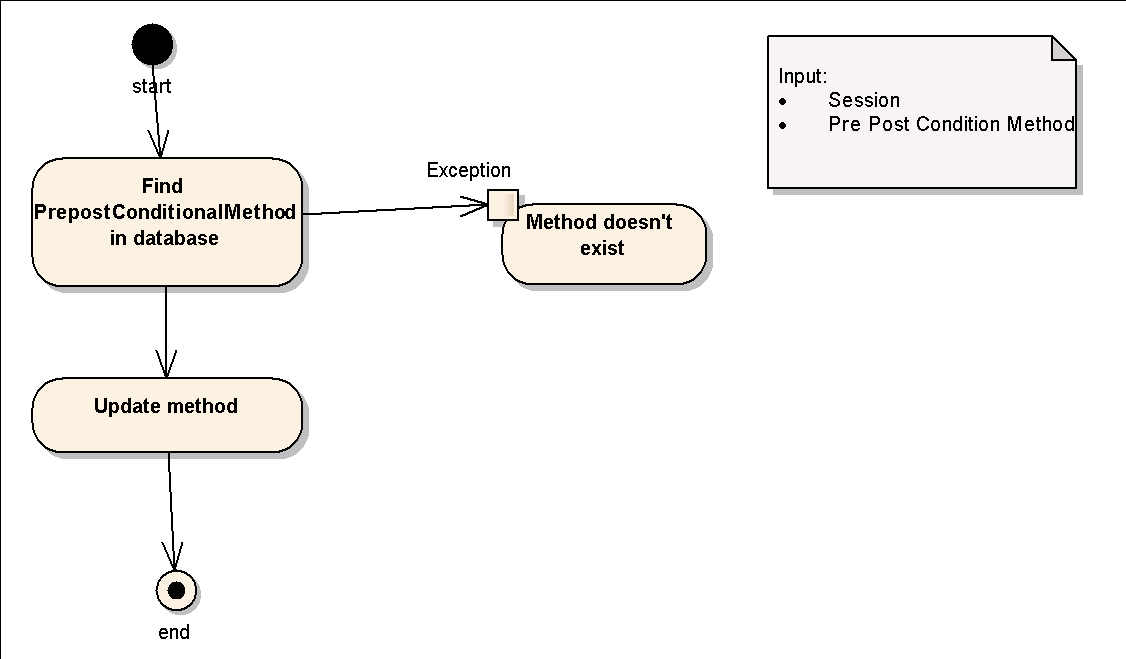 start
Find
PrepostConditionalMethod
in database
Exception
Method doesn't
exist
Input:
• Session
• Pre Post Condition Method
Update method
end